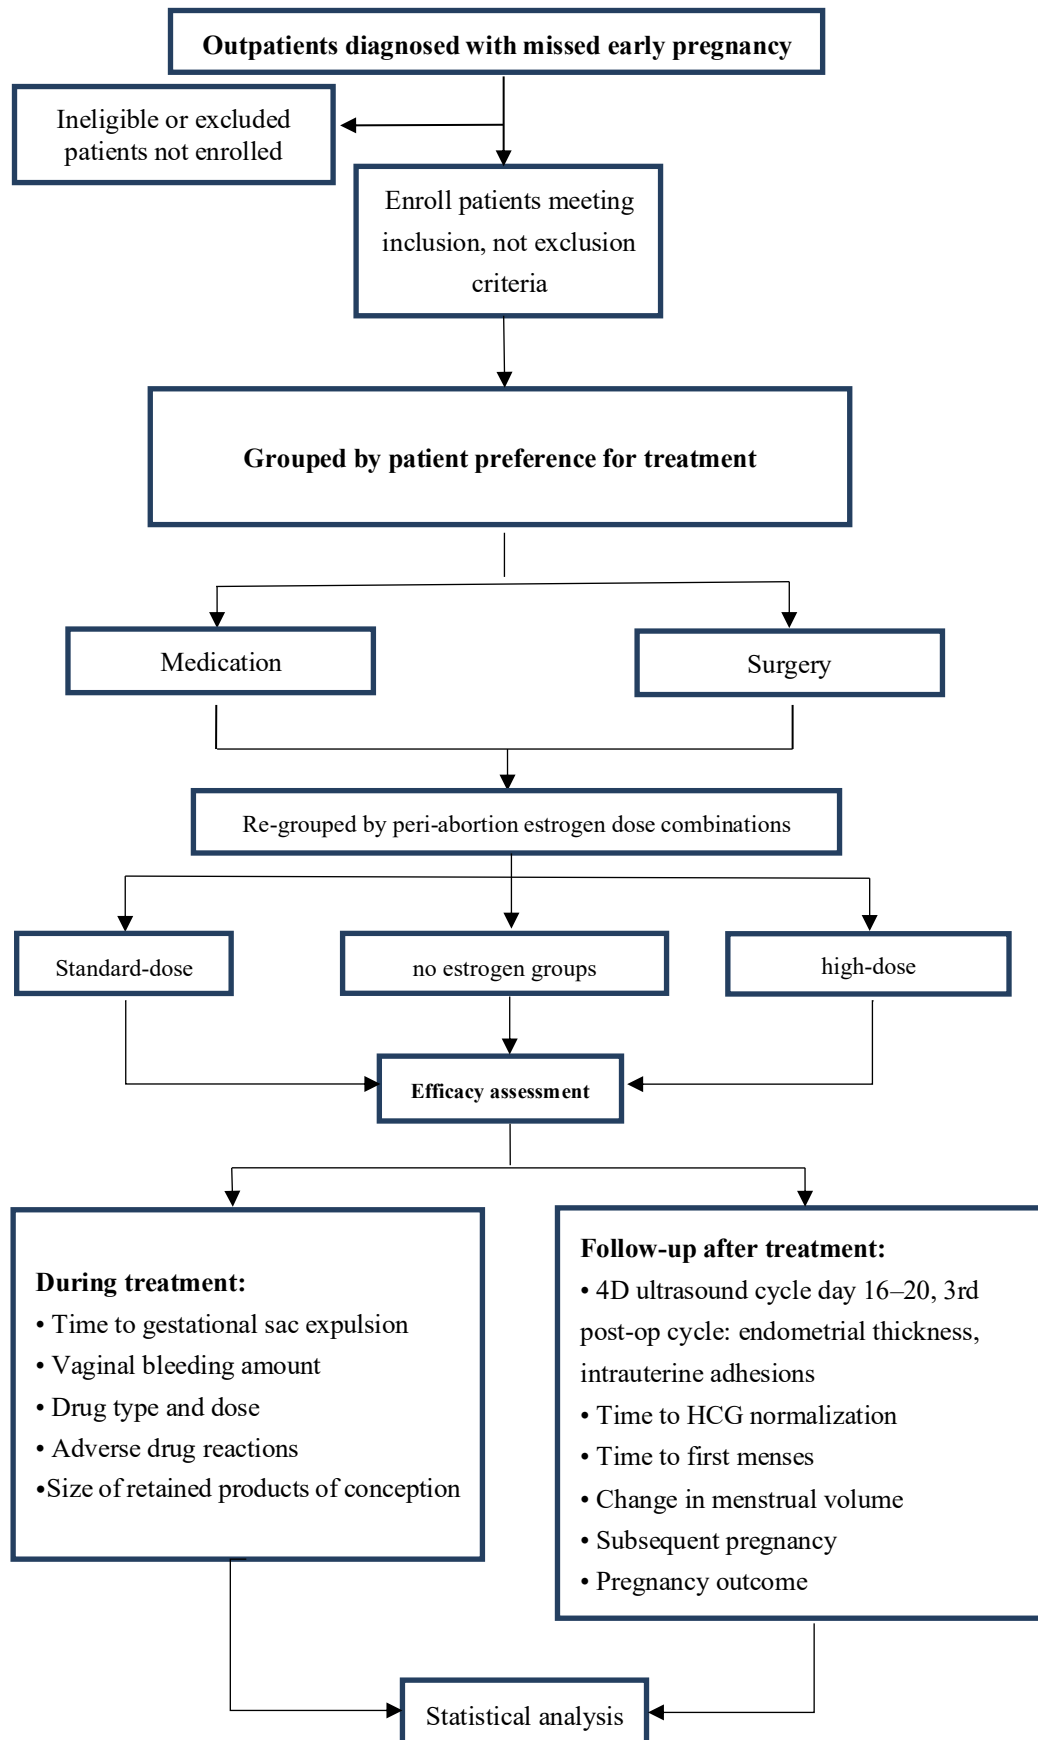 Outpatients diagnosed with missed early pregnancy
Ineligible or excluded
patients not enrolled
Enroll patients meeting
inclusion, not exclusion
criteria
Grouped by patient preference for treatment
Medication
Surgery
Re-grouped by peri-abortion estrogen dose combinations
Standard-dose
no estrogen groups
high-dose
Efficacy assessment
During treatment:
• Time to gestational sac expulsion
• Vaginal bleeding amount
• Drug type and dose
• Adverse drug reactions
•Size of retained products of conception
Follow-up after treatment:
• 4D ultrasound cycle day 16–20, 3rd
post-op cycle: endometrial thickness,
intrauterine adhesions
• Time to HCG normalization
• Time to first menses
• Change in menstrual volume
• Subsequent pregnancy
• Pregnancy outcome
Statistical analysis